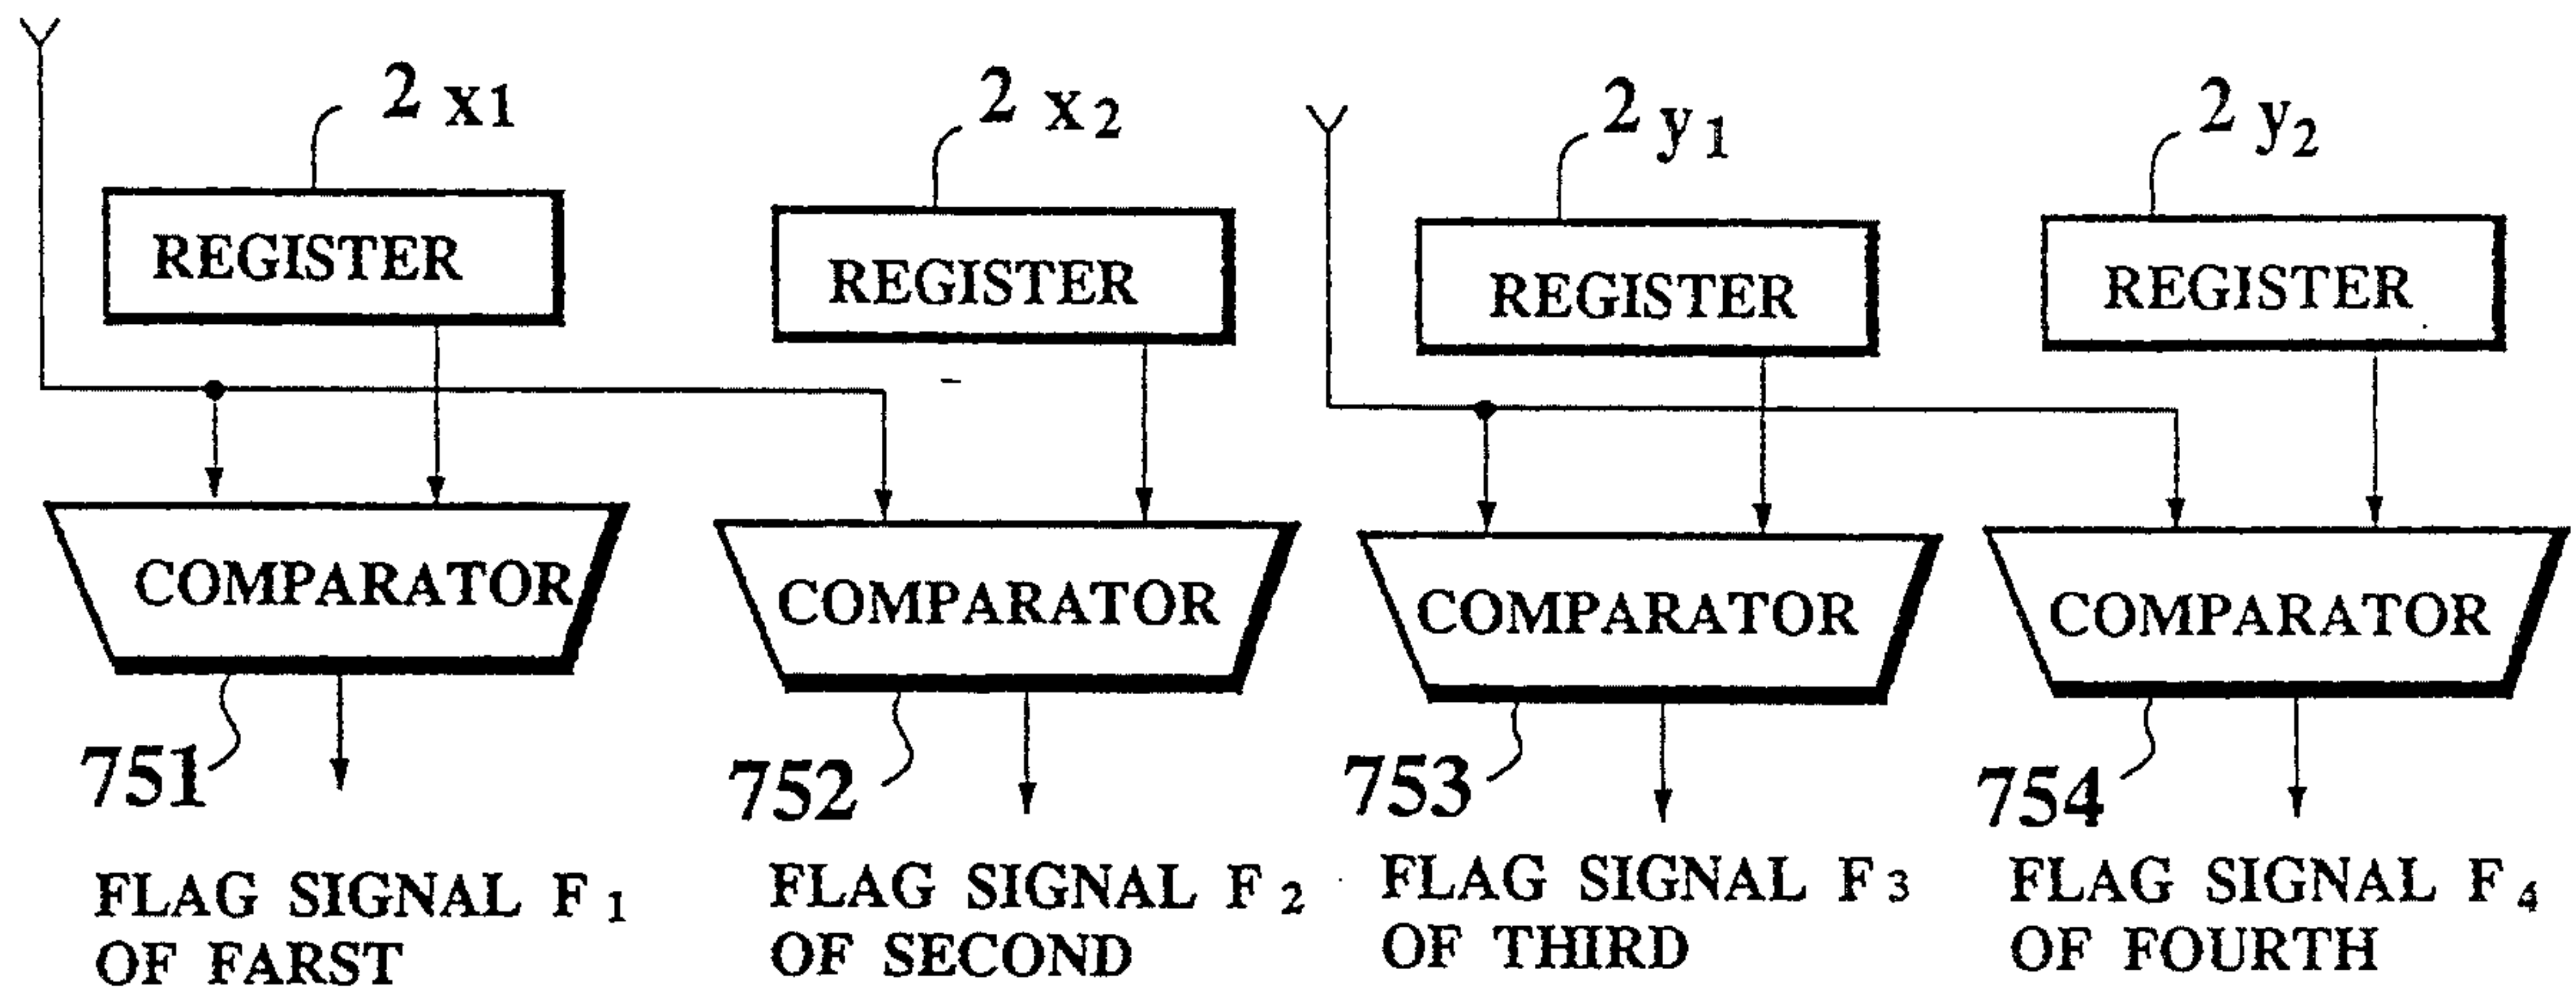 2 x1
2 x2
2 y1
2 y2
REGISTER
REGISTER
REGISTER
REGISTER
COMPARATOR
COMPARATOR
COMPARATOR
COMPARATOR
751
752
753
754
FLAG SIGNAL F1
OF FARST
FLAG SIGNAL F2
OF SECOND
FLAG SIGNAL F3
OF THIRD
FLAG SIGNAL F4
OF FOURTH